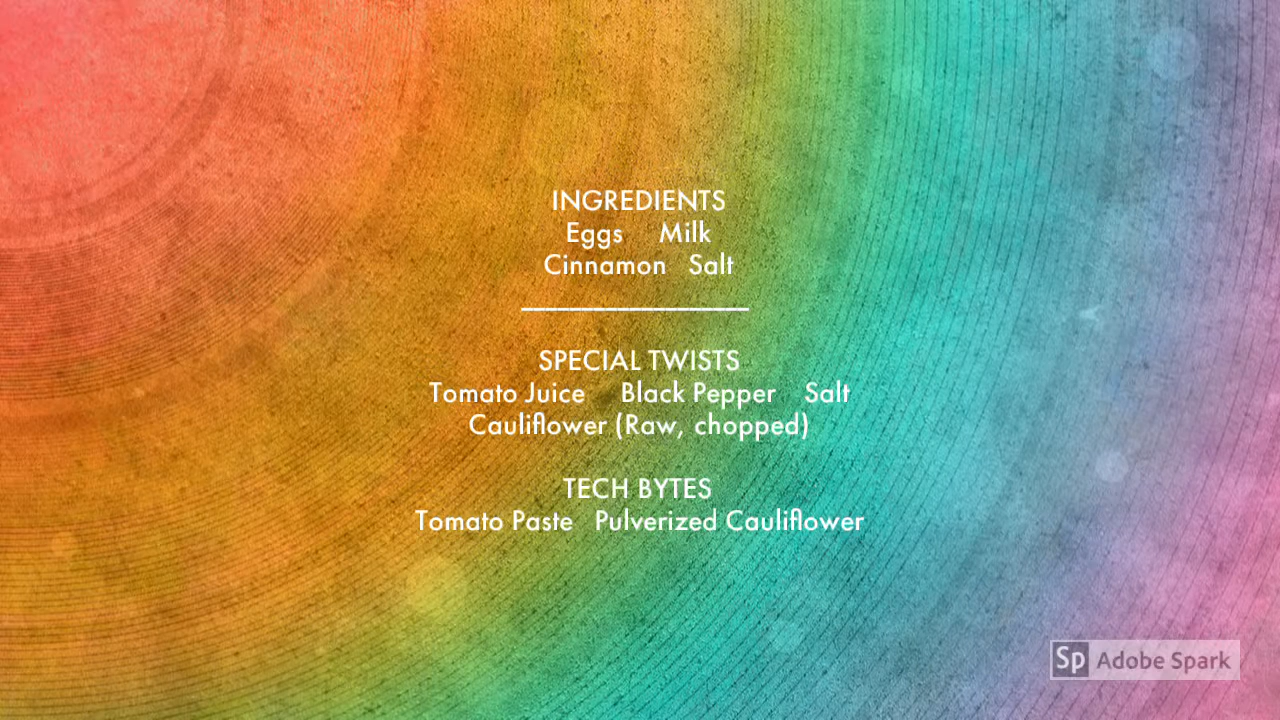 INGREDIENTS
Eggs Milk
Cinnamon Salt
SPECIAL TWISTS
Tomato Juice Black Pepper Salt
Cauliflower (Raw, chopped)
TECH BYTES
Tomato Paste Pulverized Cauliflower
Sp Adobe Spark